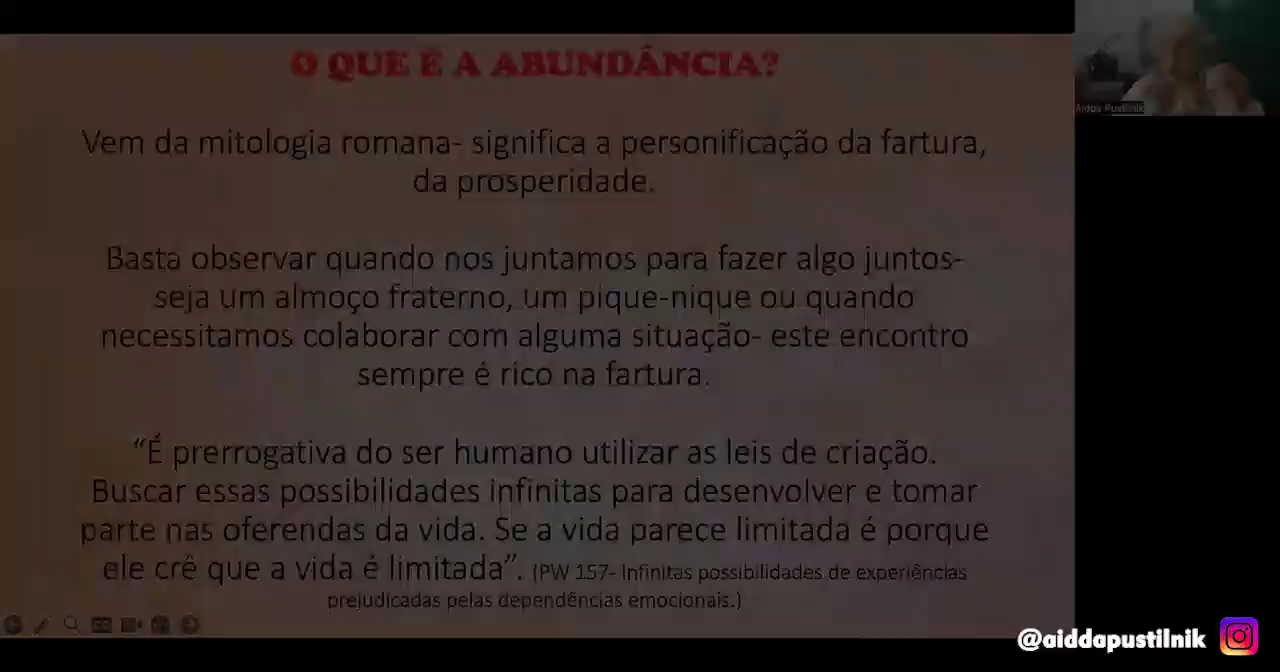 O QUE É A ABUNDÂNCIA?
Vem da mitologia romana- significa a personificação da fartura,
da prosperidade.
Basta observar quando nos juntamos para fazer algo juntos-
seja um almoço fraterno, um pique-nique ou quando
necessitamos colaborar com alguma situação- este encontro
sempre é rico na fartura.
“É prerrogativa do ser humano utilizar as leis de criação.
Buscar essas possibilidades infinitas para desenvolver e tomar
parte nas oferendas da vida. Se a vida parece limitada é porque
ele crê que a vida é limitada”. (PW 157- Infinitas possibilidades de experiências
prejudicadas pelas dependências emocionais.)
Aidda Pustilnik
@aiddapustilnik